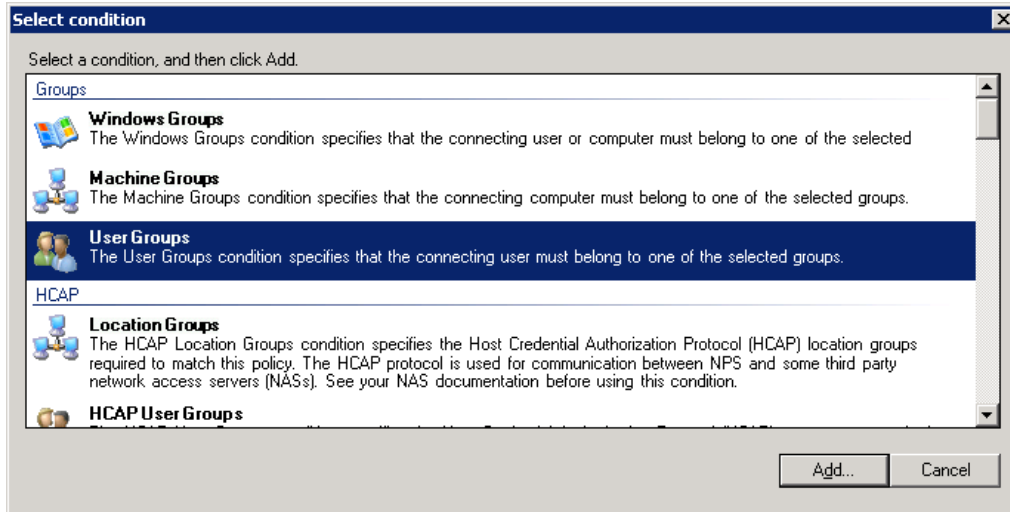 Select condition
Select a condition, and then click Add.
Groups
Windows Groups
The Windows Groups condition specifies that the connecting user or computer must belong to one of the selected
Machine Groups
The Machine Groups condition specifies that the connecting computer must belong to one of the selected groups.
User Groups
The User Groups condition specifies that the connecting user must belong to one of the selected groups.
HCAP
Location Groups
The HCAP Location Groups condition specifies the Host Credential Authorization Protocol (HCAP) location groups
required to match this policy. The HCAP protocol is used for communication between NPS and some third party
network access servers (NASs). See your NAS documentation before using this condition.
HCAP User Groups
Add...
Cancel